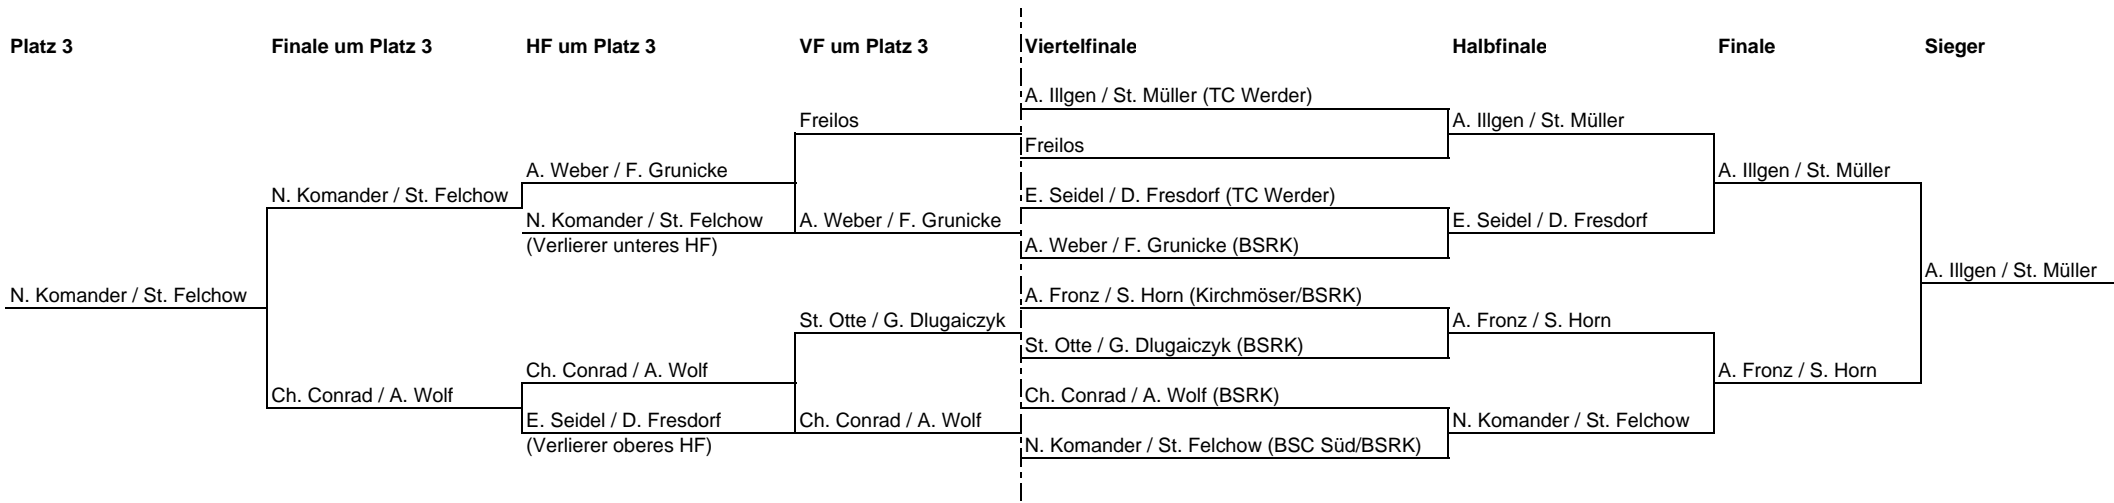 Platz 3 Finale um Platz 3 HF um Platz 3 VF um Platz 3 Viertelfinale Halbfinale Finale Sieger
A. Illgen / St. Müller (TC Werder)
Freilos A. Illgen / St. Müller
Freilos
A. Weber / F. Grunicke A. Illgen / St. Müller
N. Komander / St. Felchow E. Seidel / D. Fresdorf (TC Werder)
N. Komander / St. Felchow A. Weber / F. Grunicke E. Seidel / D. Fresdorf
(Verlierer unteres HF) A. Weber / F. Grunicke (BSRK)
A. Illgen / St. Müller
N. Komander / St. Felchow A. Fronz / S. Horn (Kirchmöser/BSRK)
St. Otte / G. Dlugaiczyk A. Fronz / S. Horn
St. Otte / G. Dlugaiczyk (BSRK)
Ch. Conrad / A. Wolf A. Fronz / S. Horn
Ch. Conrad / A. Wolf Ch. Conrad / A. Wolf (BSRK)
E. Seidel / D. Fresdorf Ch. Conrad / A. Wolf N. Komander / St. Felchow
(Verlierer oberes HF) N. Komander / St. Felchow (BSC Süd/BSRK)